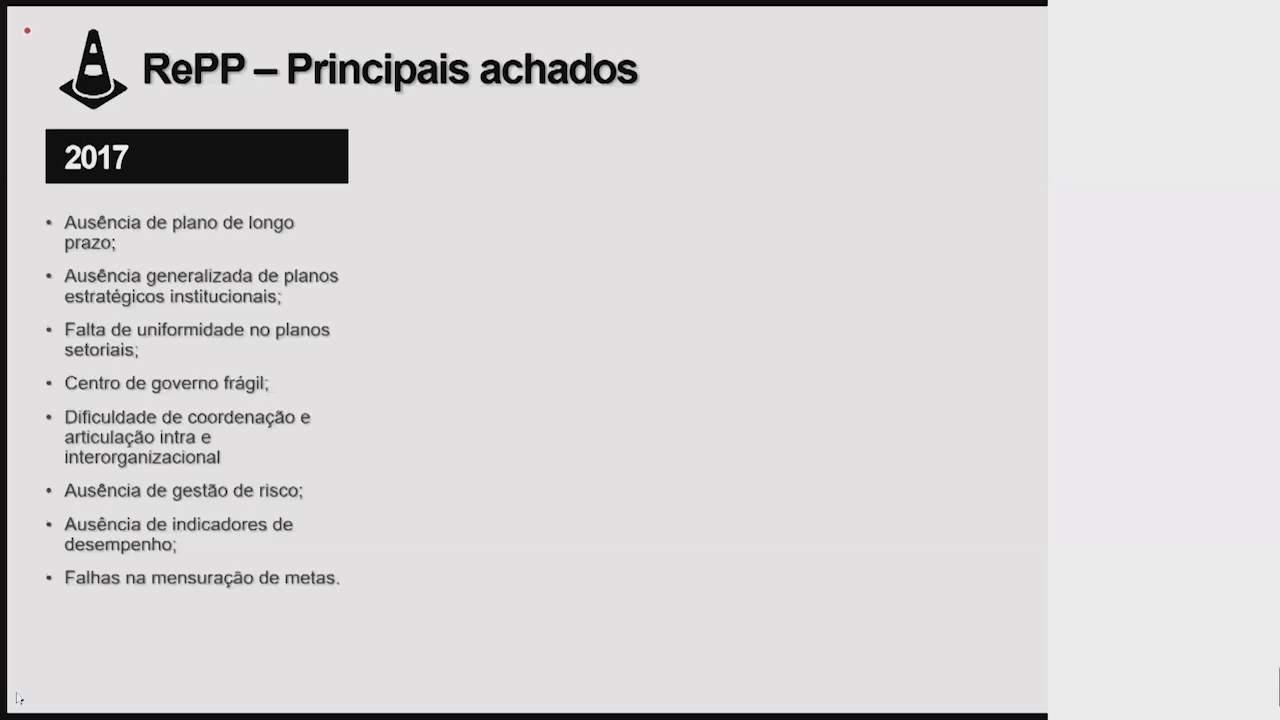 RePP – Principais achados
2017
• Ausência de plano de longo
prazo;
• Ausência generalizada de planos
estratégicos institucionais;
• Falta de uniformidade no planos
setoriais;
• Centro de governo frágil;
• Dificuldade de coordenação e
articulação intra e
interorganizacional
• Ausência de gestão de risco;
• Ausência de indicadores de
desempenho;
• Falhas na mensuração de metas.